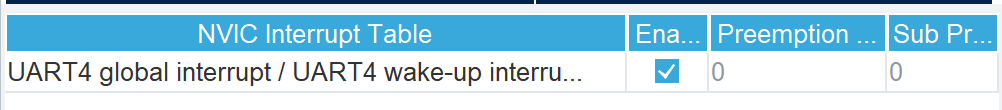 NVIC Interrupt Table Ena... Preemption ... Sub Pr...
UART4 global interrupt / UART4 wake-up interru... 0 0